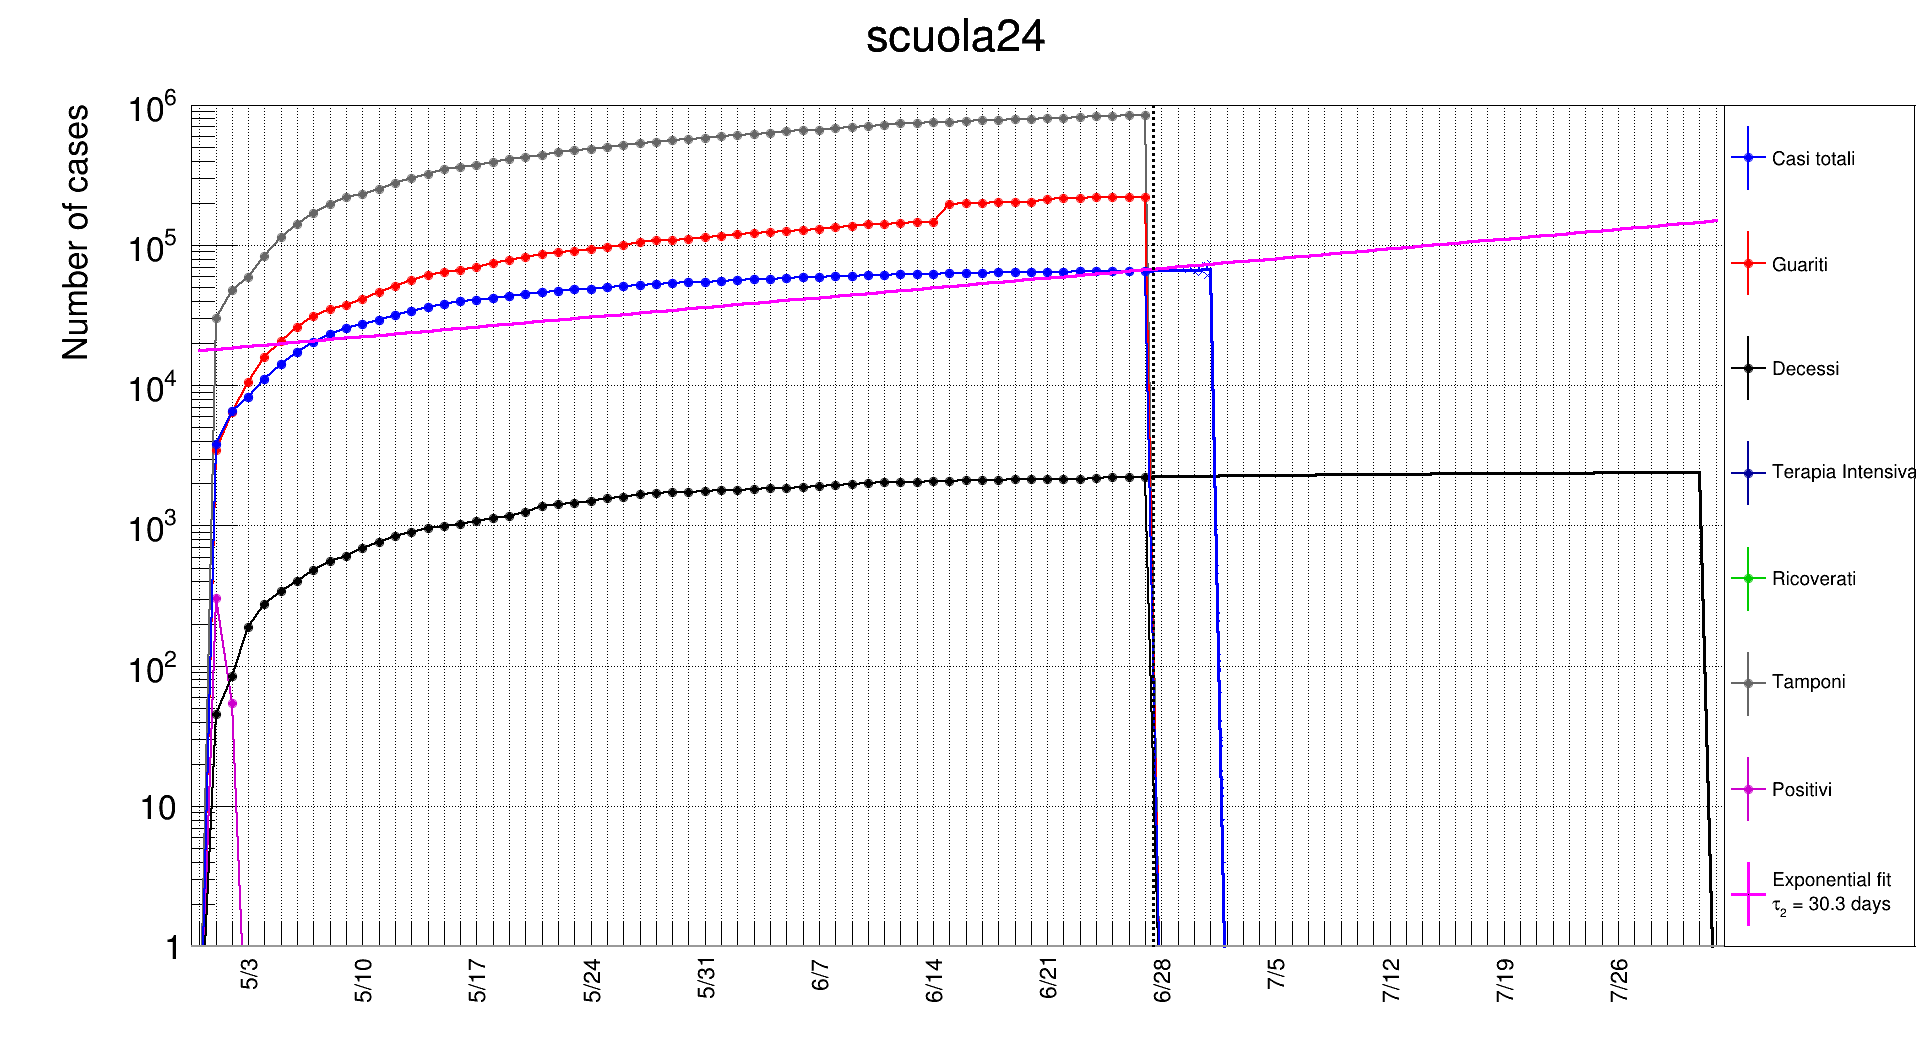 scuola24
Number of cases
10^6
10^5
10^4
10^3
10^2
10
1
5/3
5/10
5/17
5/24
5/31
6/7
6/14
6/21
6/28
7/5
7/12
7/19
7/26
Casi totali
Guariti
Decessi
Terapia Intensiva
Ricoverati
Tamponi
Positivi
Exponential fit
τ₂ = 30.3 days